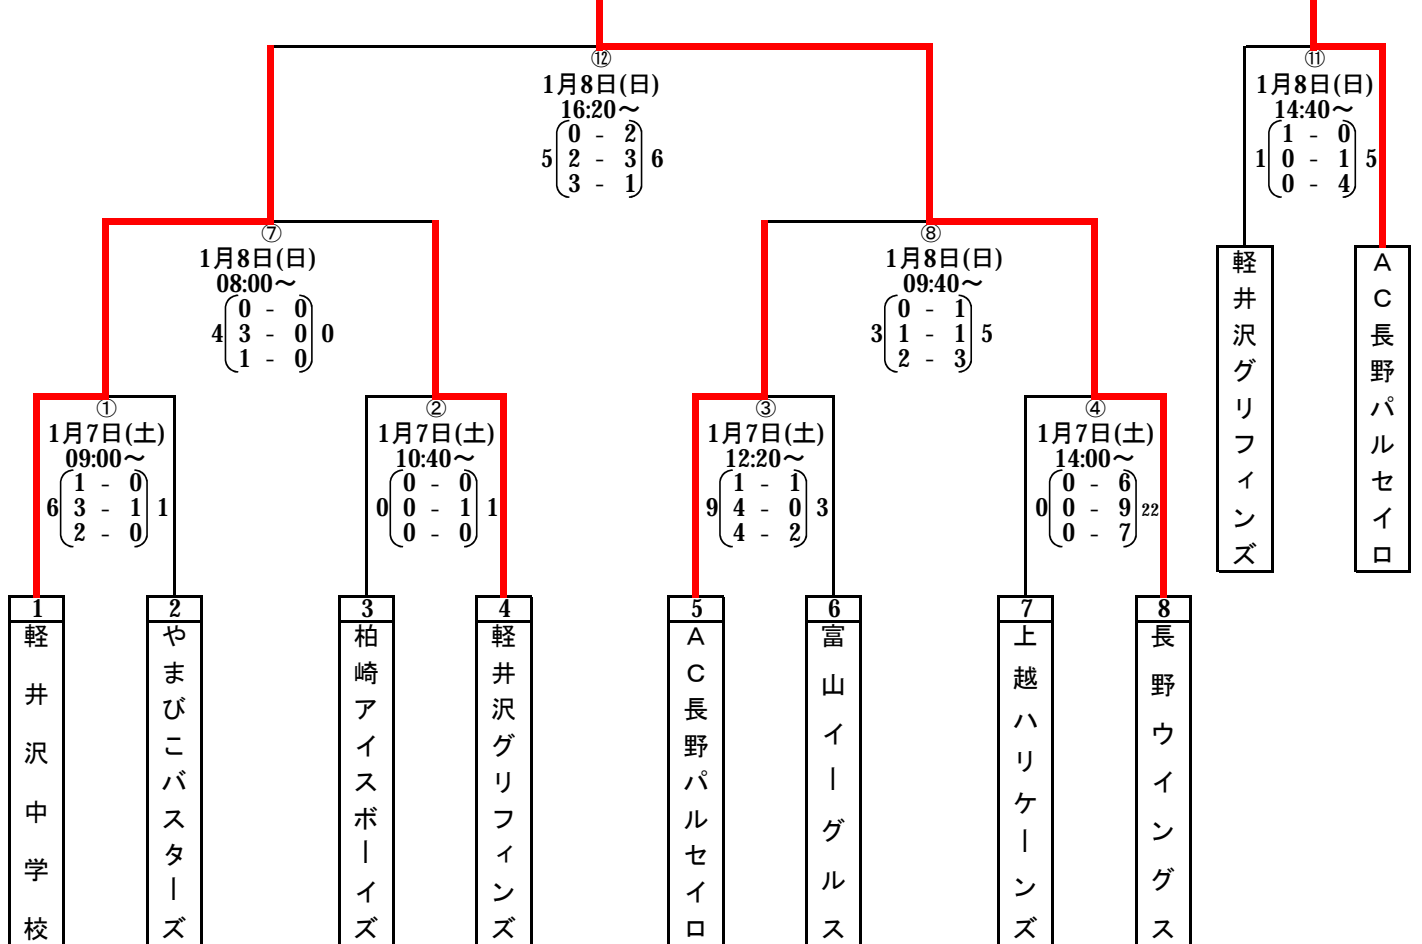 ⑫
1月8日(日)
16:20～
0 - 2
5 2 - 3 6
3 - 1
⑪
1月8日(日)
14:40～
1 - 0
1 0 - 1 5
0 - 4
軽井沢グリフィンズ
AC長野パルセイロ
⑦
1月8日(日)
08:00～
0 - 0
4 3 - 0 0
1 - 0
⑧
1月8日(日)
09:40～
0 - 1
3 1 - 1 5
2 - 3
①
1月7日(土)
09:00～
1 - 0
6 3 - 1 1
2 - 0
②
1月7日(土)
10:40～
0 - 0
0 0 - 1 1
0 - 0
③
1月7日(土)
12:20～
1 - 1
9 4 - 0 3
4 - 2
④
1月7日(土)
14:00～
0 - 6
0 0 - 9 22
0 - 7
1
軽井沢中学校
2
やまびこバスターズ
3
柏崎アイスボーイズ
4
軽井沢グリフィンズ
5
AC長野パルセイロ
6
富山イーグルス
7
上越ハリケーンズ
8
長野ウイングス